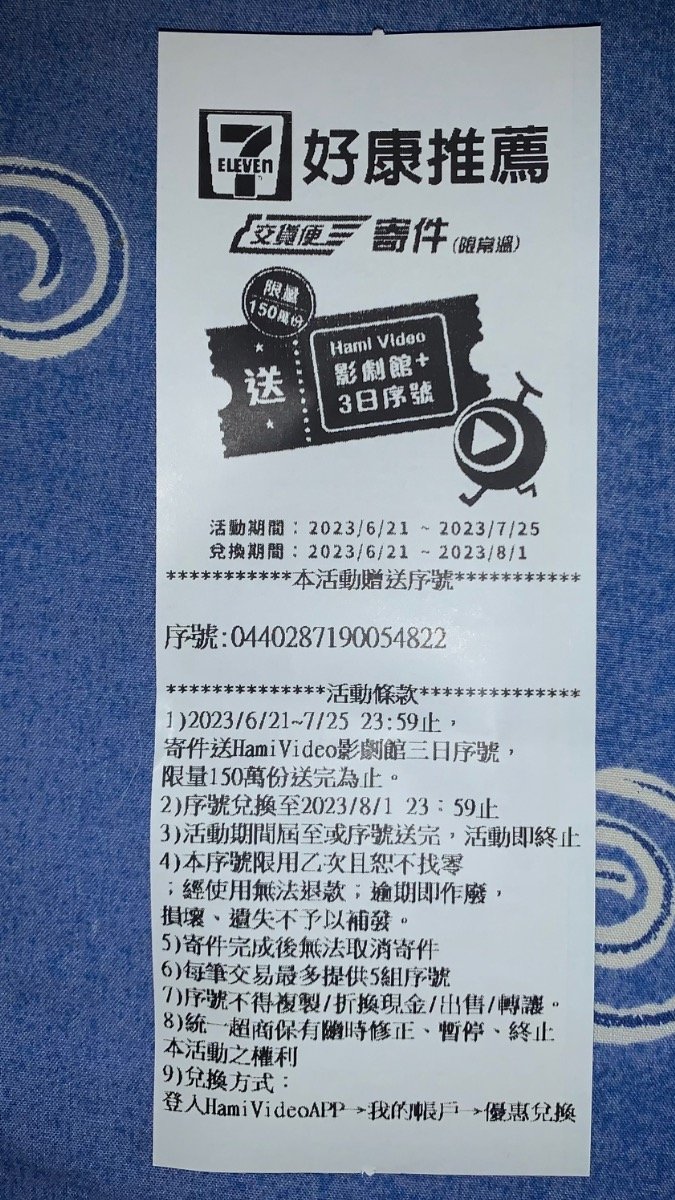 7
ELEVEn
好康推薦
交貨便
寄件(限常溫)
限量
150萬份
送
Hami Video
影劇館+
3日序號
活動期間：2023/6/21 ~ 2023/7/25
兌換期間：2023/6/21 ~ 2023/8/1
***********本活動贈送序號***********
序號:0440287190054822
**************活動條款**************
1)2023/6/21~7/25 23:59止，
寄件送HamiVideo影劇館三日序號，
限量150萬份送完為止。
2)序號兌換至2023/8/1 23：59止
3)活動期間屆至或序號送完，活動即終止
4)本序號限用乙次且恕不找零
；經使用無法退款；逾期即作廢，
損壞、遺失不予以補發。
5)寄件完成後無法取消寄件
6)每筆交易最多提供5組序號
7)序號不得複製/折換現金/出售/轉讓。
8)統一超商保有隨時修正、暫停、終止
本活動之權利
9)兌換方式：
登入HamiVideoAPP→我的帳戶→優惠兌換